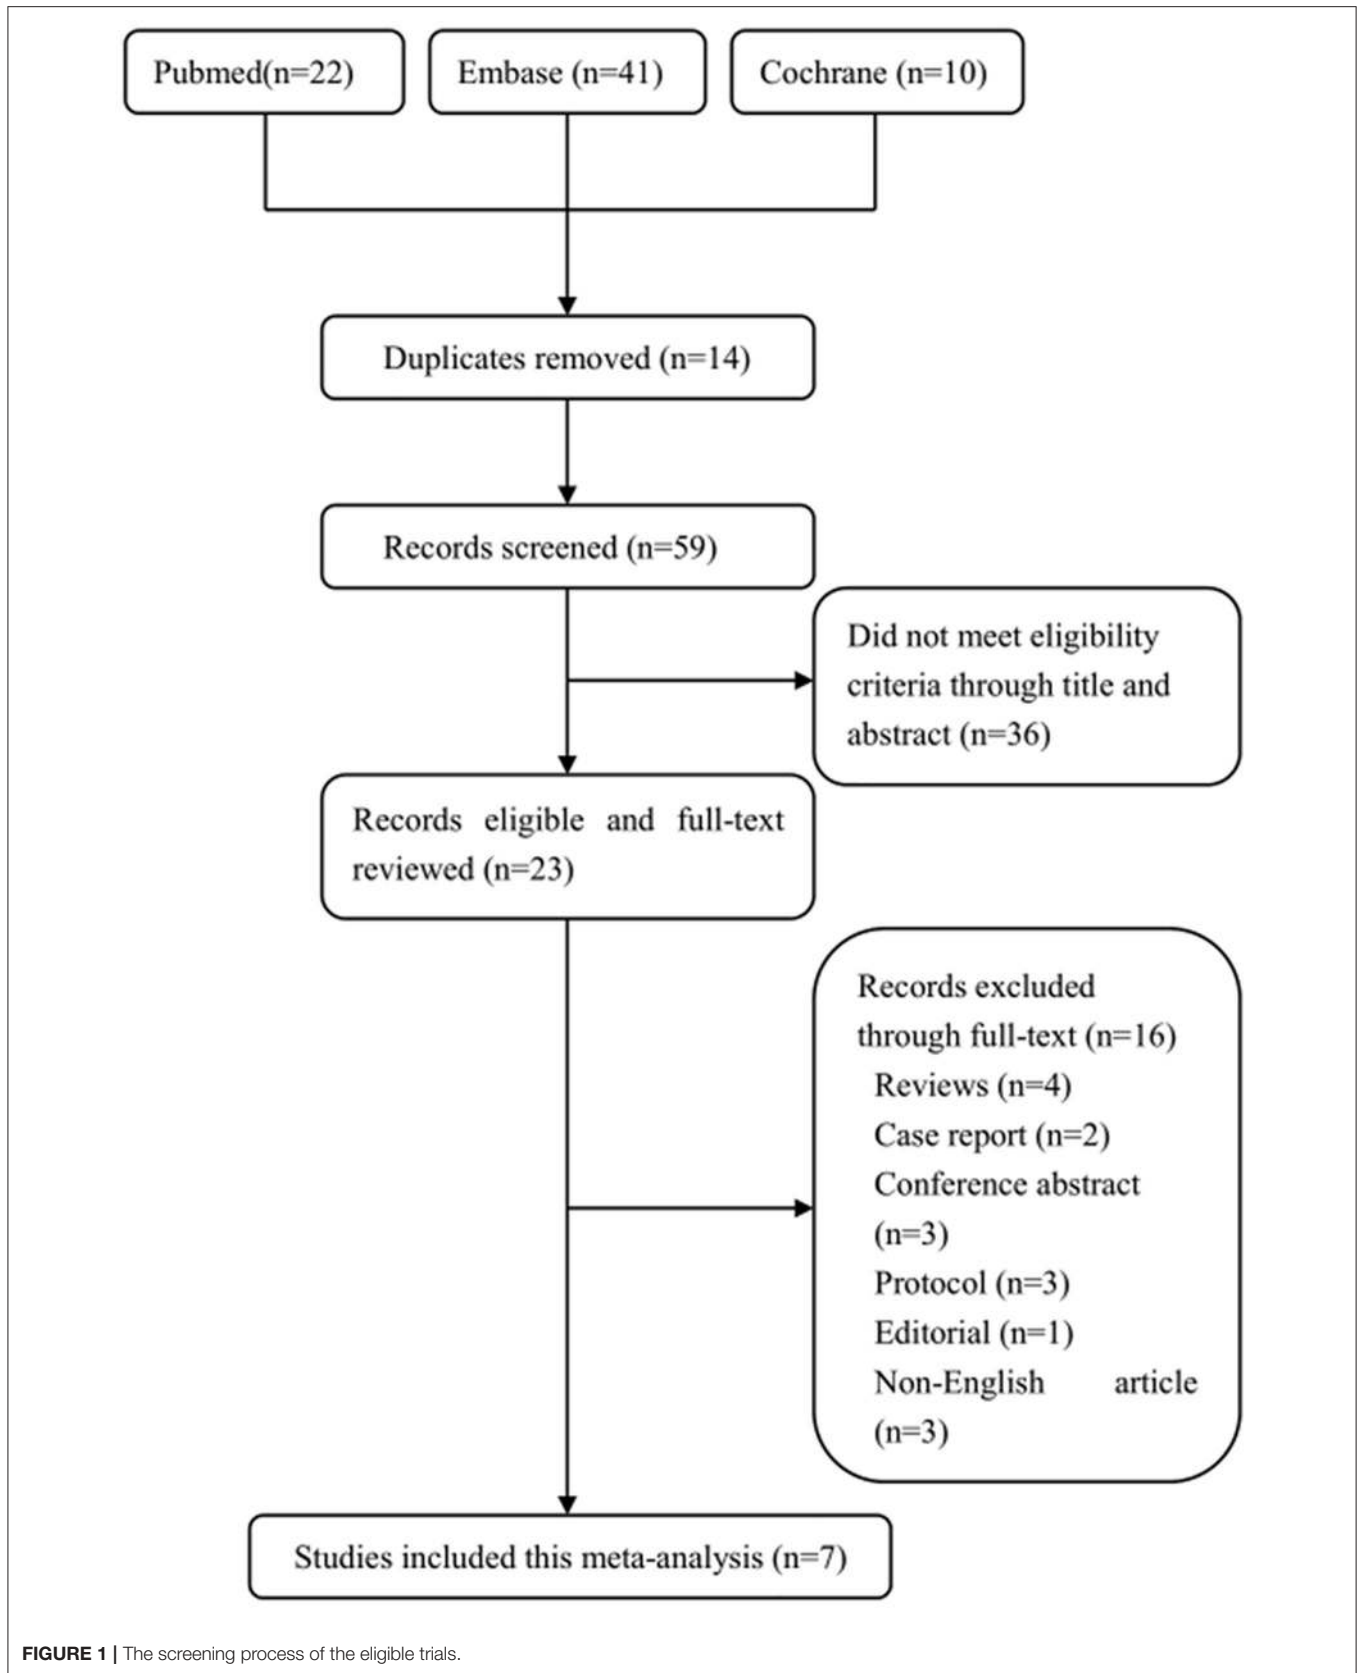 Pubmed(n=22)
Embase (n=41)
Cochrane (n=10)
Duplicates removed (n=14)
Records screened (n=59)
Did not meet eligibility
criteria through title and
abstract (n=36)
Records eligible and full-text
reviewed (n=23)
Records excluded
through full-text (n=16)
Reviews (n=4)
Case report (n=2)
Conference abstract
(n=3)
Protocol (n=3)
Editorial (n=1)
Non-English article
(n=3)
Studies included this meta-analysis (n=7)
FIGURE 1 | The screening process of the eligible trials.